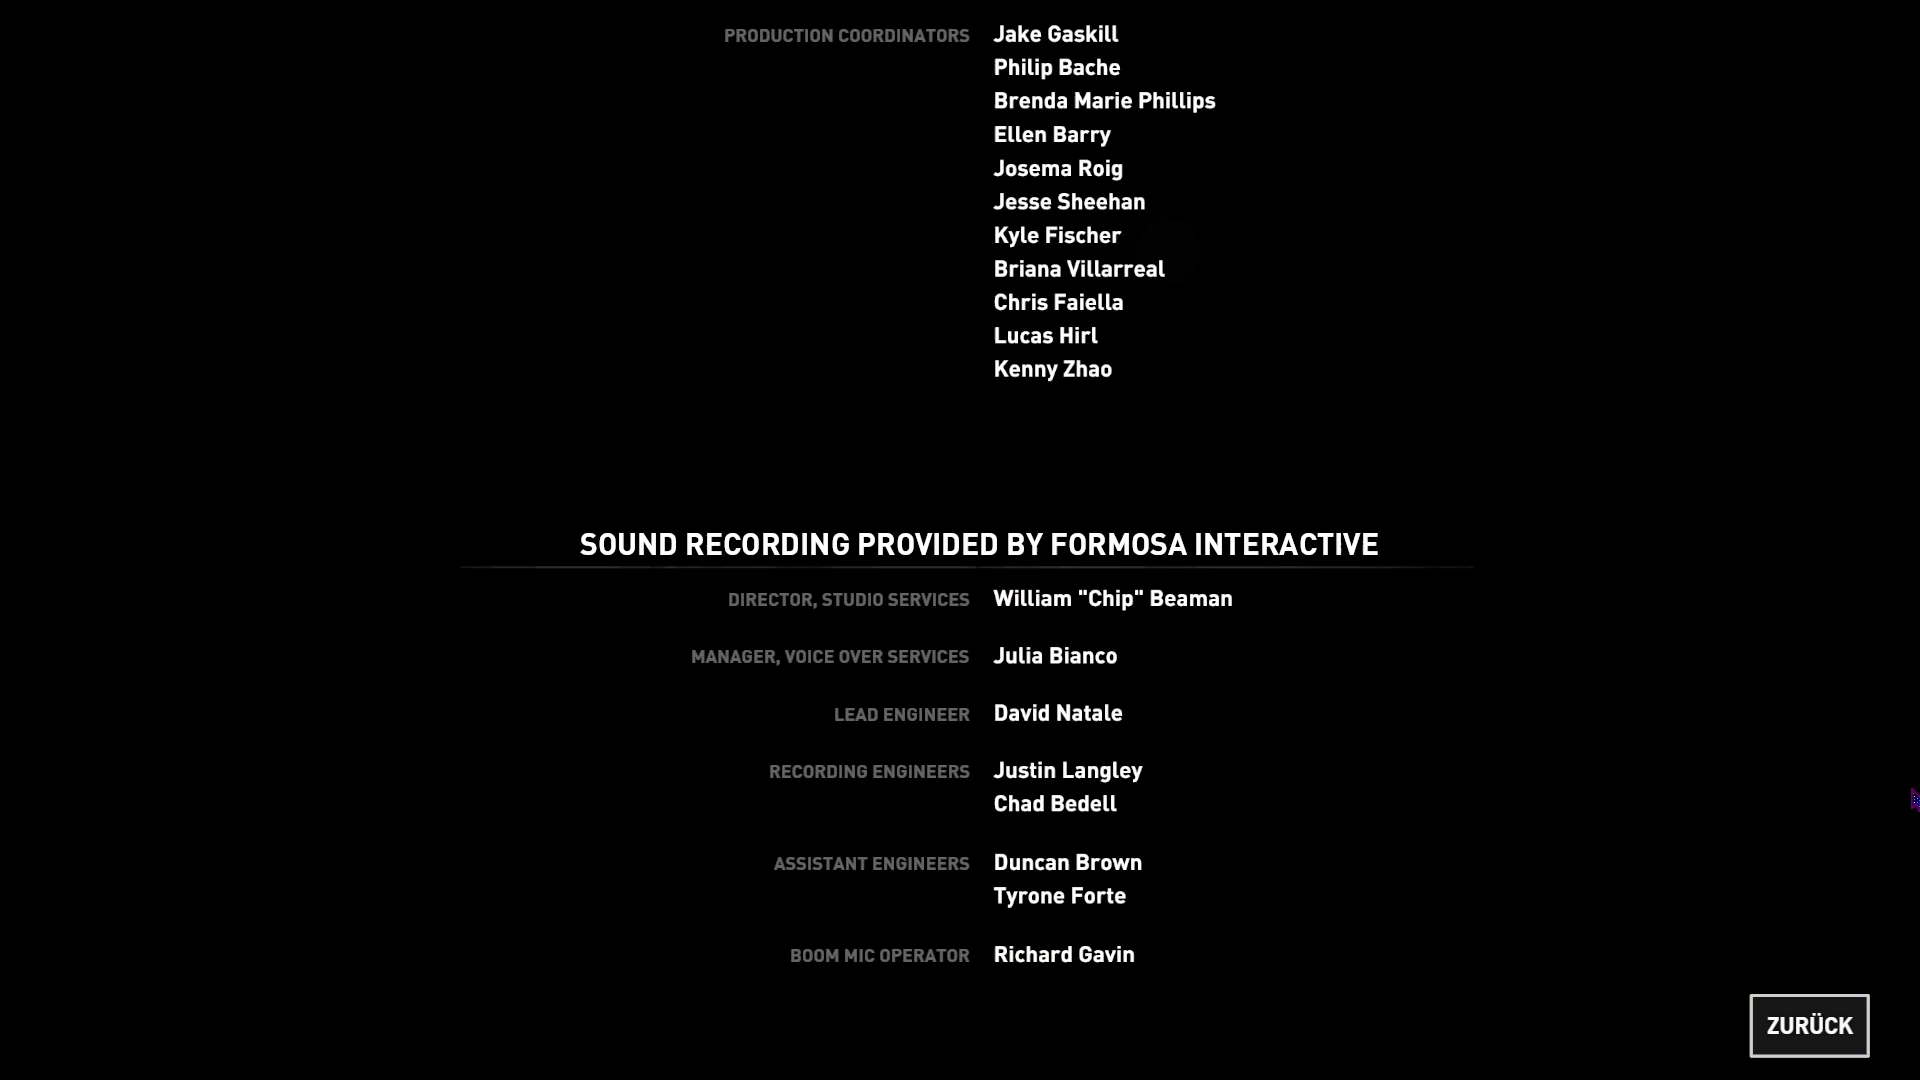 PRODUCTION COORDINATORS Jake Gaskill
Philip Bache
Brenda Marie Phillips
Ellen Barry
Josema Roig
Jesse Sheehan
Kyle Fischer
Briana Villarreal
Chris Faiella
Lucas Hirl
Kenny Zhao
SOUND RECORDING PROVIDED BY FORMOSA INTERACTIVE
DIRECTOR, STUDIO SERVICES William "Chip" Beaman
MANAGER, VOICE OVER SERVICES Julia Bianco
LEAD ENGINEER David Natale
RECORDING ENGINEERS Justin Langley
Chad Bedell
ASSISTANT ENGINEERS Duncan Brown
Tyrone Forte
BOOM MIC OPERATOR Richard Gavin
ZURÜCK